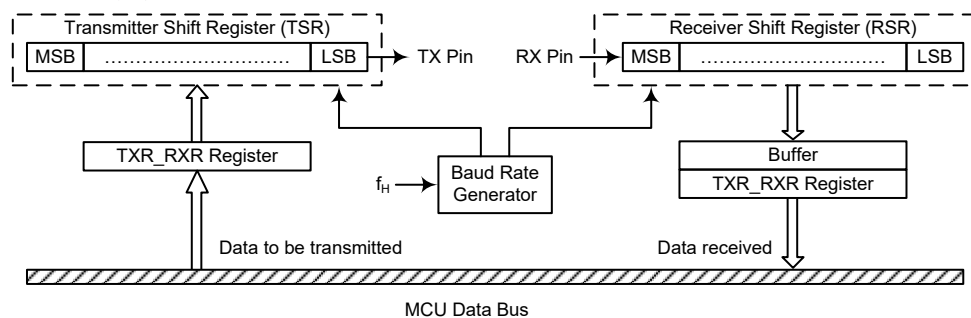 Transmitter Shift Register (TSR)
MSB ………………………… LSB
TX Pin
RX Pin
Receiver Shift Register (RSR)
MSB ………………………… LSB
TXR_RXR Register
fH
Baud Rate
Generator
Buffer
TXR_RXR Register
Data to be transmitted
Data received
MCU Data Bus